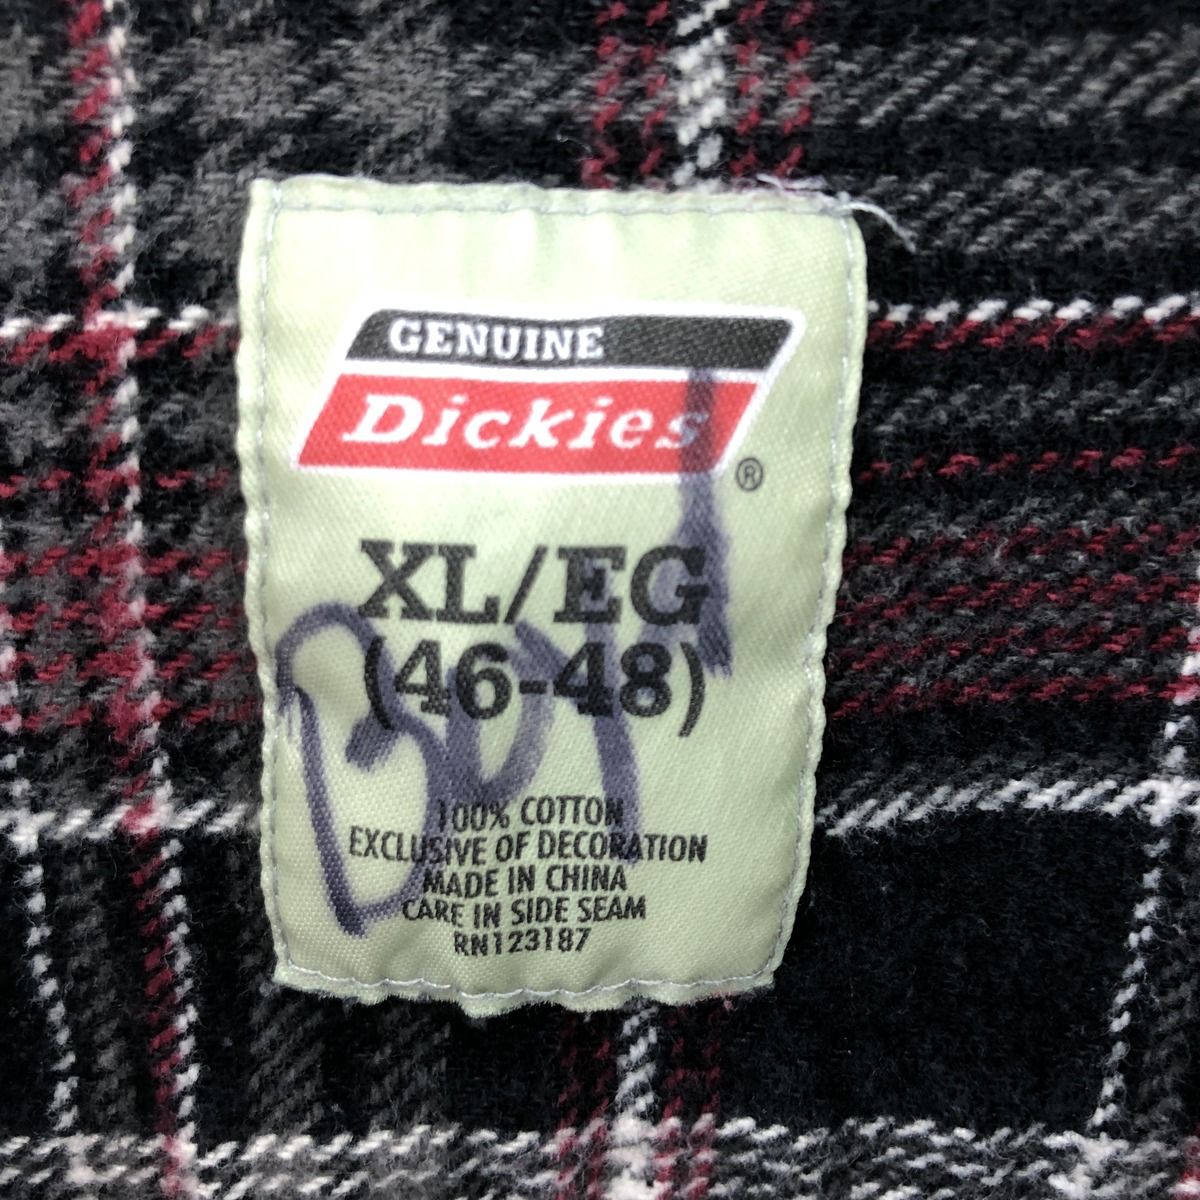 GENUINE
Dickies®
XL/EG
(46-48)
100% COTTON
EXCLUSIVE OF DECORATION
MADE IN CHINA
CARE IN SIDE SEAM
RN123187